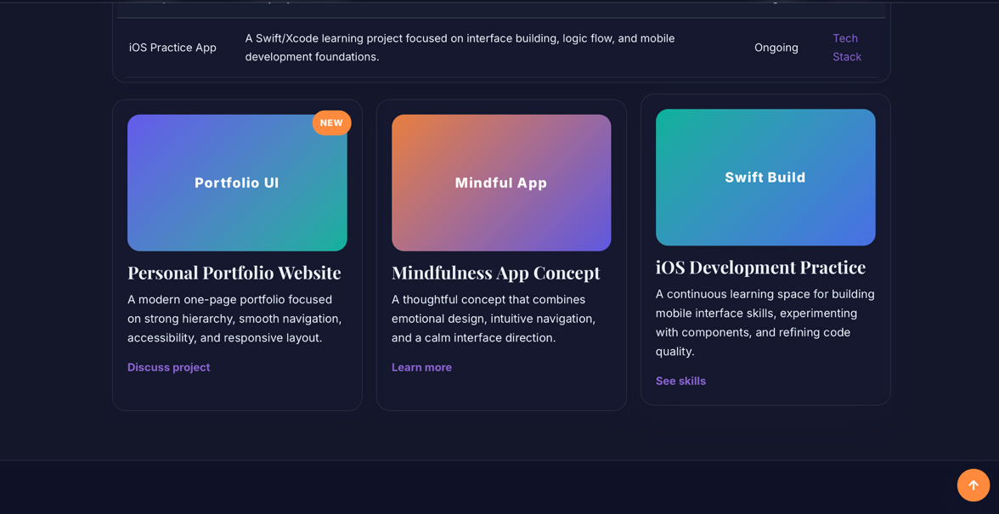 iOS Practice App
A Swift/Xcode learning project focused on interface building, logic flow, and mobile
development foundations.
Ongoing
Tech
Stack
NEW
Portfolio UI
Personal Portfolio Website
A modern one-page portfolio focused
on strong hierarchy, smooth navigation,
accessibility, and responsive layout.
Discuss project
Mindful App
Mindfulness App Concept
A thoughtful concept that combines
emotional design, intuitive navigation,
and a calm interface direction.
Learn more
Swift Build
iOS Development Practice
A continuous learning space for building
mobile interface skills, experimenting
with components, and refining code
quality.
See skills